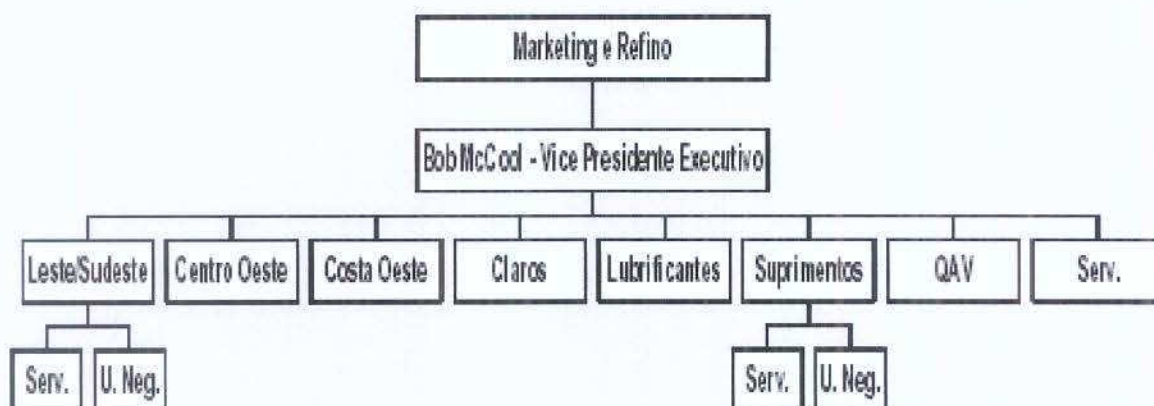 Marketing e Refino
Bob McCool - Vice Presidente Executivo
Leste/Sudeste
Centro Oeste
Costa Oeste
Claros
Lubrificantes
Suprimentos
QAV
Serv.
Serv.
U. Neg.
Serv.
U. Neg.